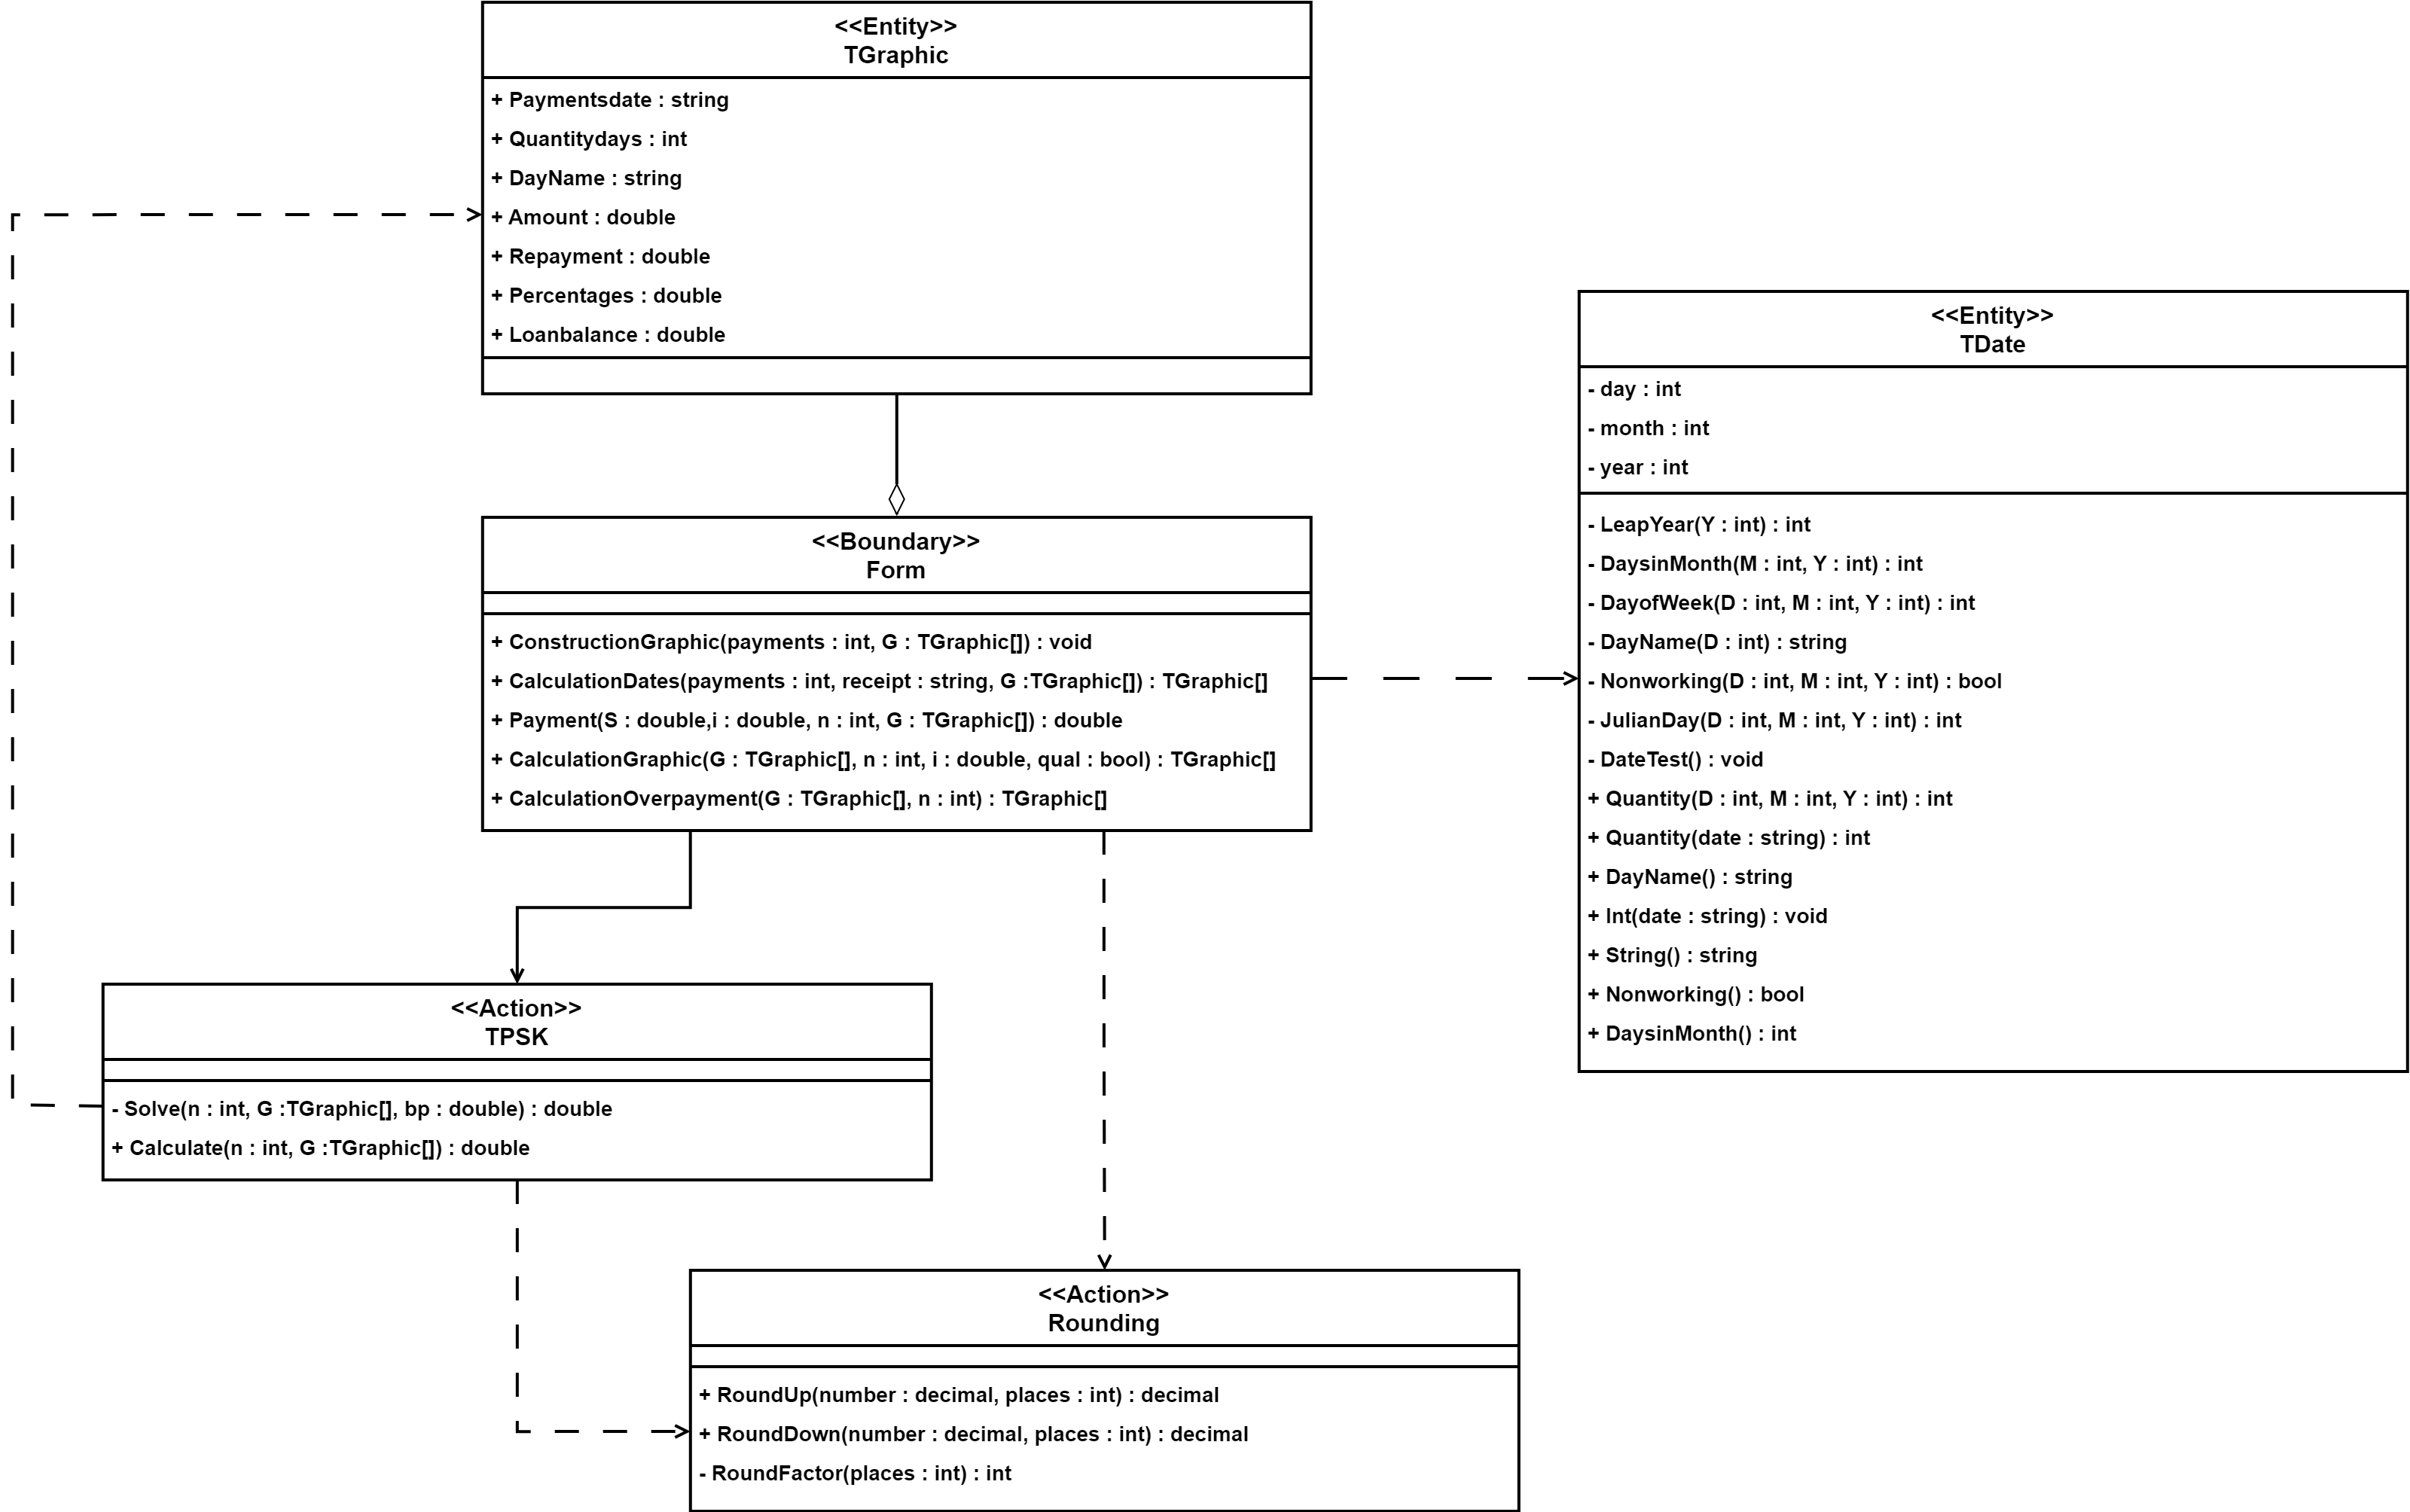 <<Entity>>
TGraphic
+ Paymentsdate : string
+ Quantitydays : int
+ DayName : string
+ Amount : double
+ Repayment : double
+ Percentages : double
+ Loanbalance : double
<<Entity>>
TDate
- day : int
- month : int
- year : int
- LeapYear(Y : int) : int
- DaysinMonth(M : int, Y : int) : int
- DayofWeek(D : int, M : int, Y : int) : int
- DayName(D : int) : string
- Nonworking(D : int, M : int, Y : int) : bool
- JulianDay(D : int, M : int, Y : int) : int
- DateTest() : void
+ Quantity(D : int, M : int, Y : int) : int
+ Quantity(date : string) : int
+ DayName() : string
+ Int(date : string) : void
+ String() : string
+ Nonworking() : bool
+ DaysinMonth() : int
<<Boundary>>
Form
+ ConstructionGraphic(payments : int, G : TGraphic[]) : void
+ CalculationDates(payments : int, receipt : string, G :TGraphic[]) : TGraphic[]
+ Payment(S : double,i : double, n : int, G : TGraphic[]) : double
+ CalculationGraphic(G : TGraphic[], n : int, i : double, qual : bool) : TGraphic[]
+ CalculationOverpayment(G : TGraphic[], n : int) : TGraphic[]
<<Action>>
TPSK
- Solve(n : int, G :TGraphic[], bp : double) : double
+ Calculate(n : int, G :TGraphic[]) : double
<<Action>>
Rounding
+ RoundUp(number : decimal, places : int) : decimal
+ RoundDown(number : decimal, places : int) : decimal
- RoundFactor(places : int) : int